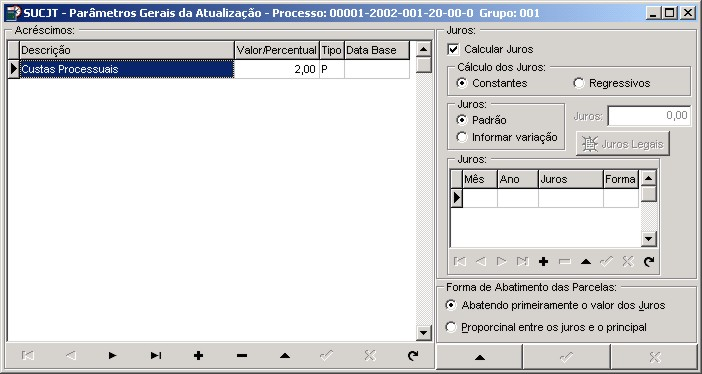 SUCJT - Parâmetros Gerais da Atualização - Processo: 00001-2002-001-20-00-0 Grupo: 001
Acréscimos:
Descrição Valor/Percentual Tipo Data Base
Custas Processuais 2,00 P
Juros:
Calcular Juros
Cálculo dos Juros:
Constantes Regressivos
Juros:
Padrão
Informar variação
Juros: 0,00
Juros Legais
Juros:
Mês Ano Juros Forma
Forma de Abatimento das Parcelas:
Abatendo primeiramente o valor dos Juros
Proporcinal entre os juros e o principal